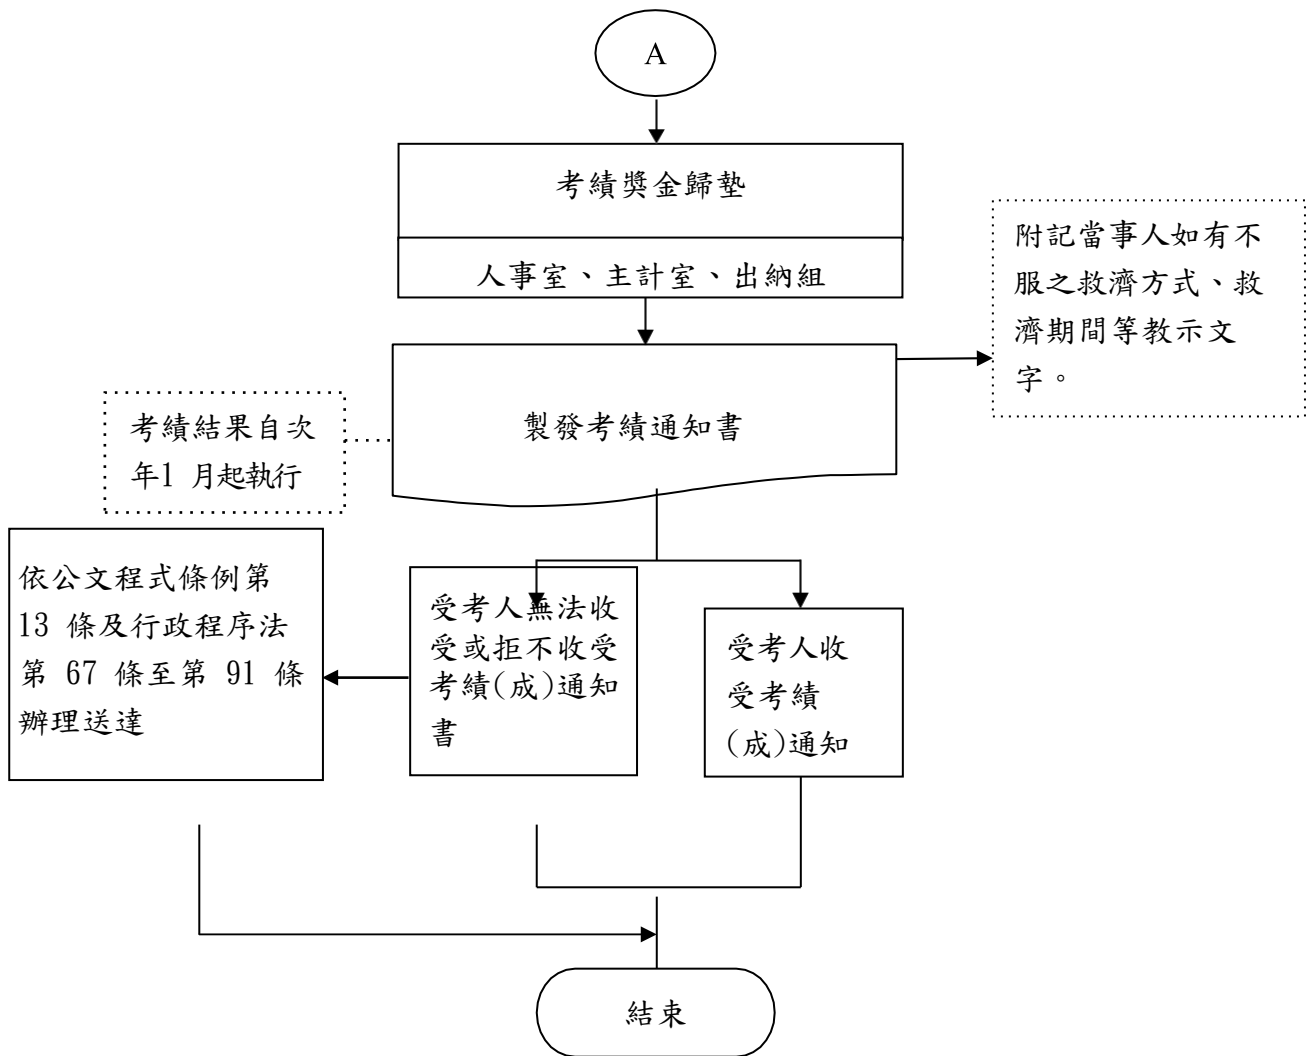 A
考績獎金歸墊
人事室、主計室、出納組
附記當事人如有不
服之救濟方式、救
濟期間等教示文
字。
製發考績通知書
考績結果自次
年1 月起執行
依公文程式條例第
13 條及行政程序法
第 67 條至第 91 條
辦理送達
受考人無法收
受或拒不收受
考績(成)通知
書
受考人收
受考績
(成)通知
結束